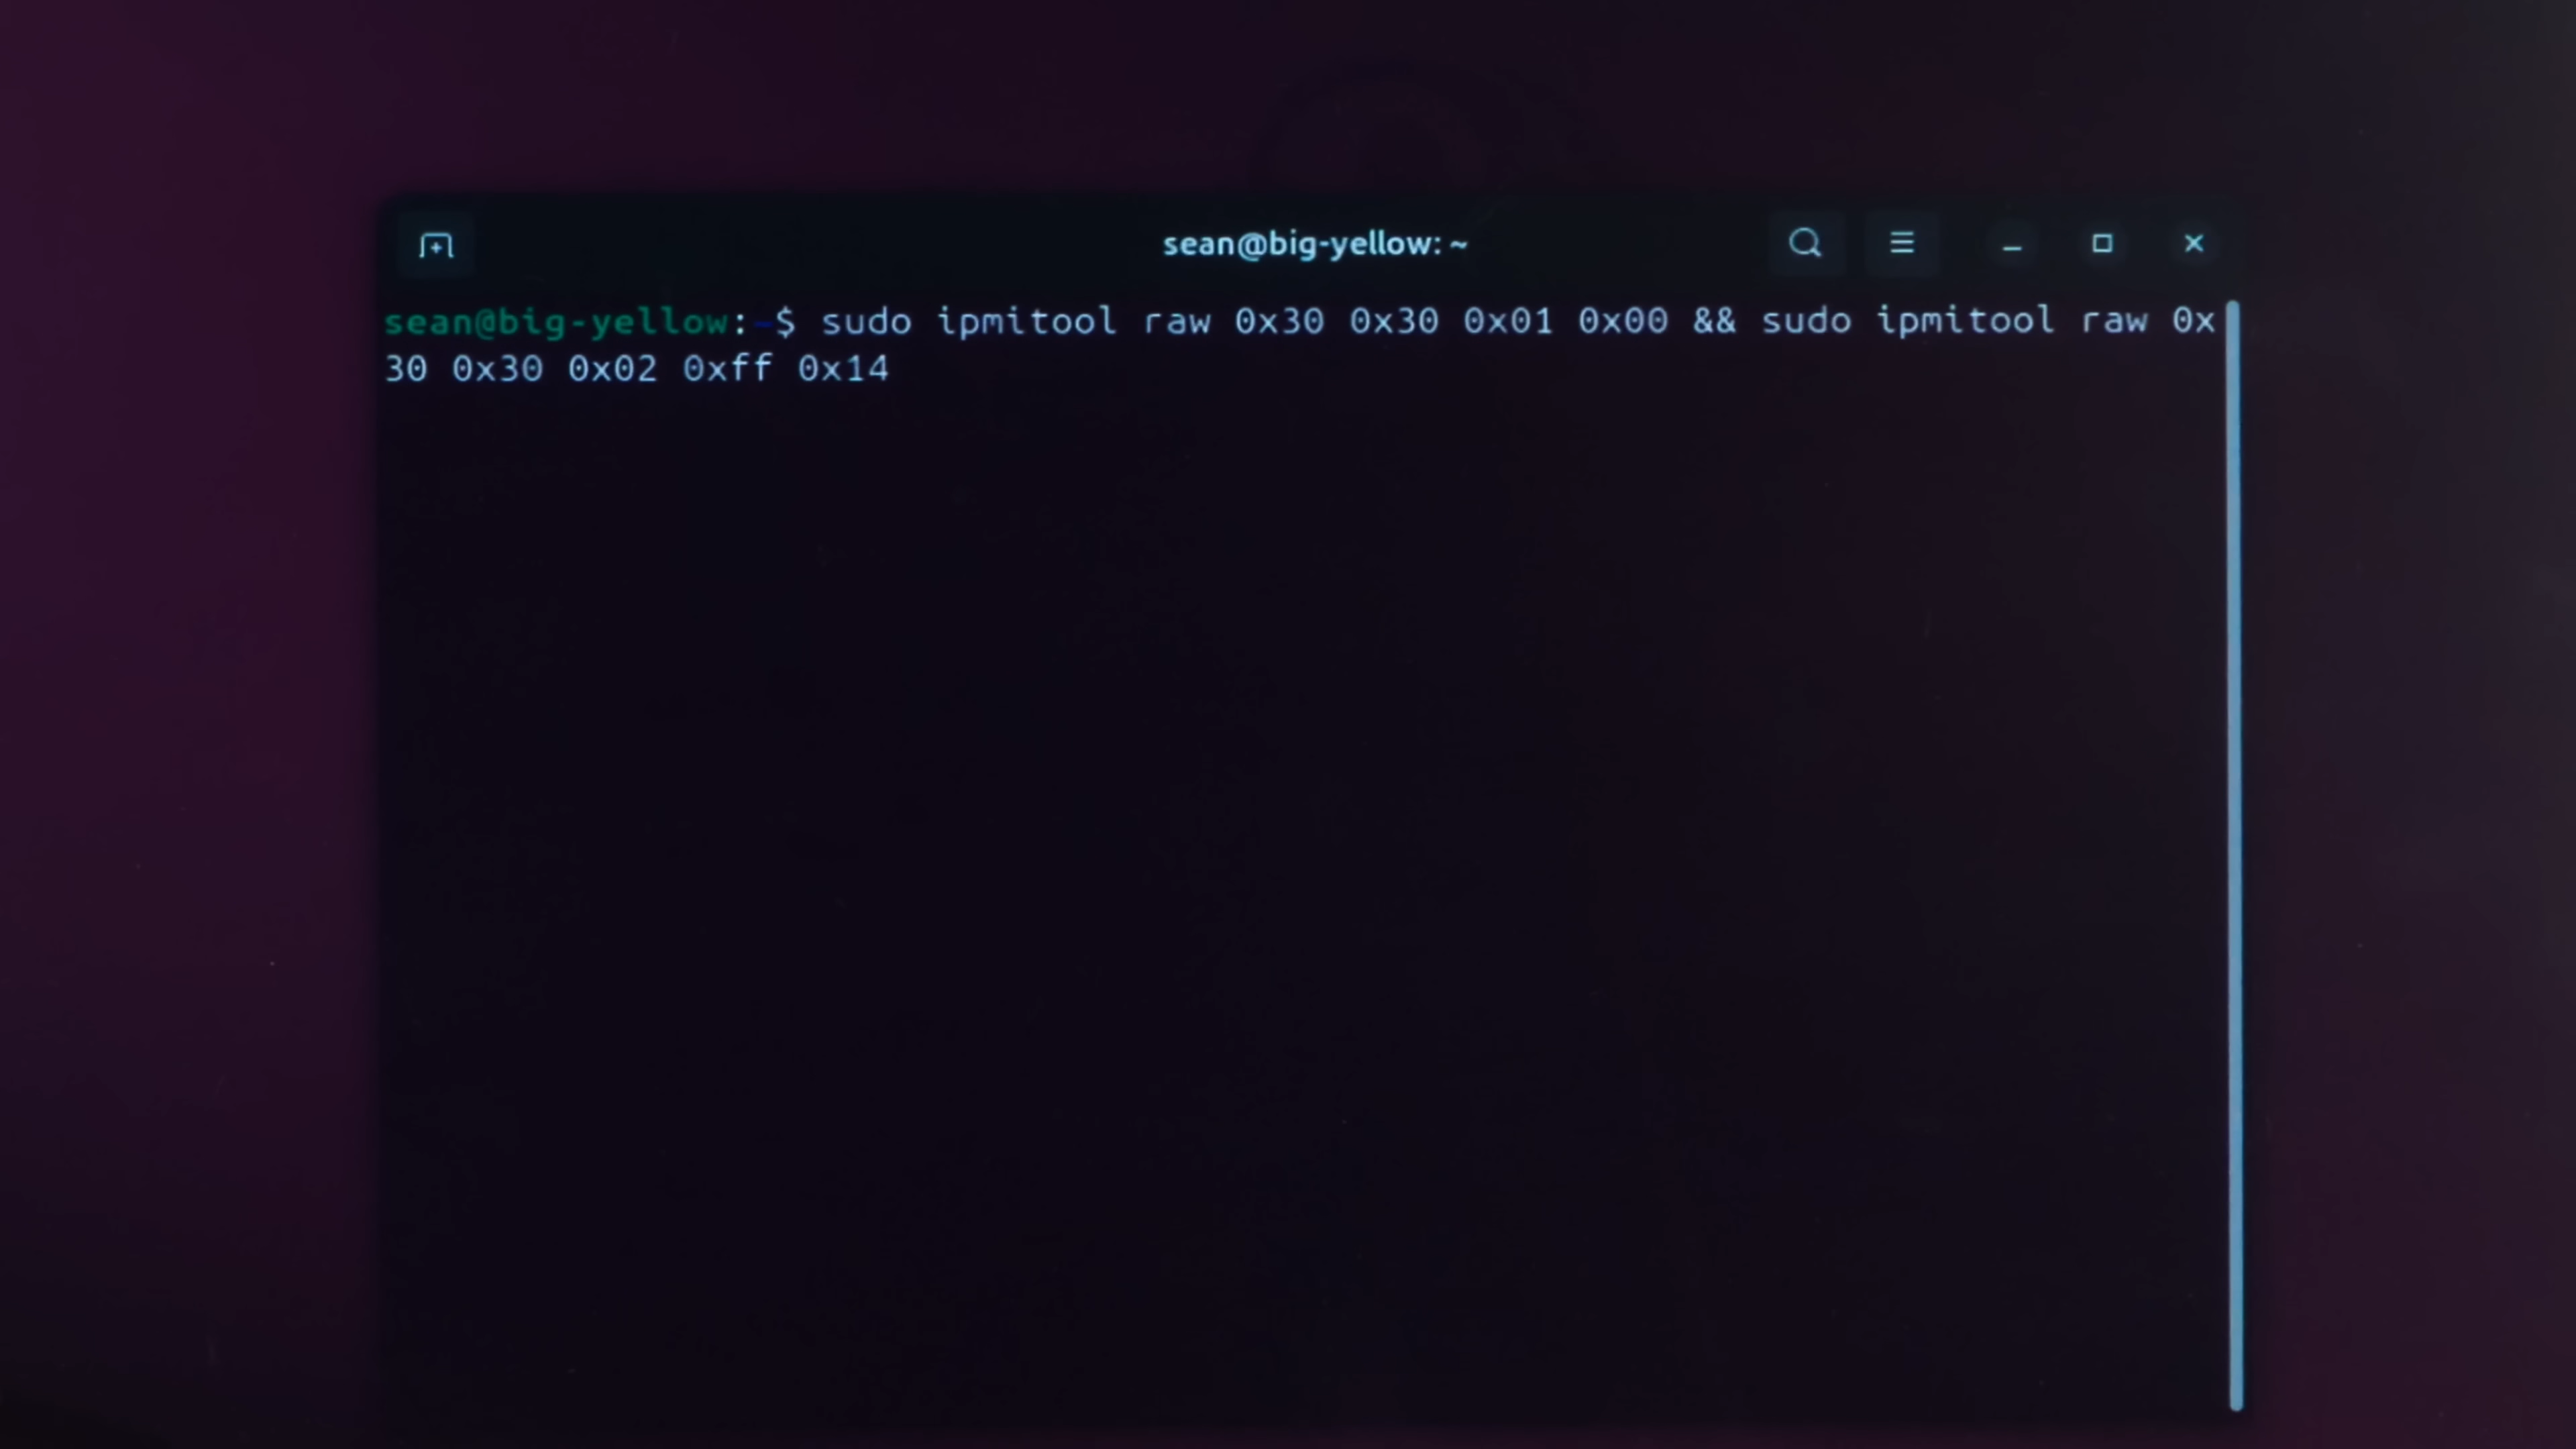 sean@big-yellow: ~
sean@big-yellow:~$ sudo ipmitool raw 0x30 0x30 0x01 0x00 && sudo ipmitool raw 0x
30 0x30 0x02 0xff 0x14